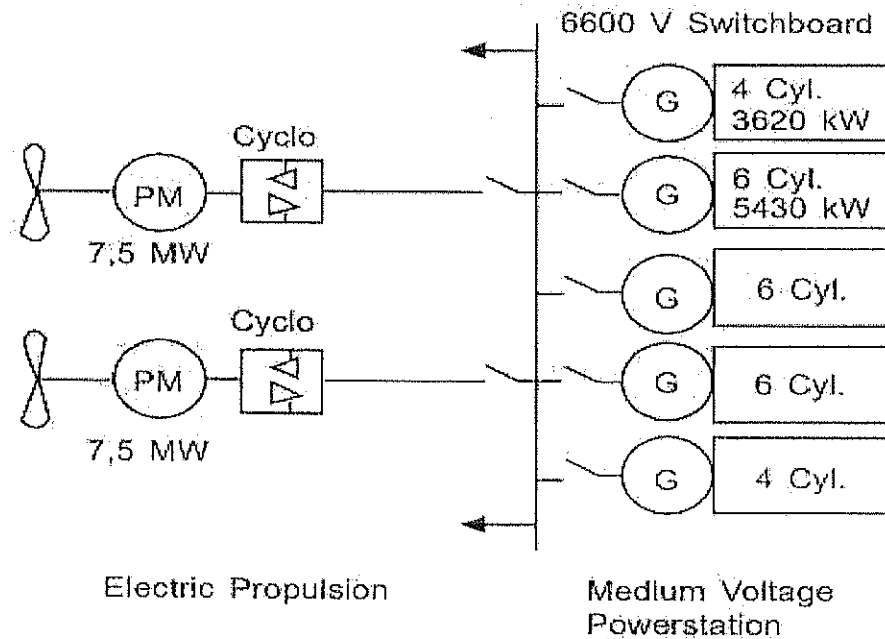 6600 V Switchboard
G
4 Cyl.
3620 kW
Cyclo
PM
7,5 MW
G
6 Cyl.
5430 kW
G
6 Cyl.
Cyclo
PM
7,5 MW
G
6 Cyl.
G
4 Cyl.
Electric Propulsion
Medium Voltage
Powerstation